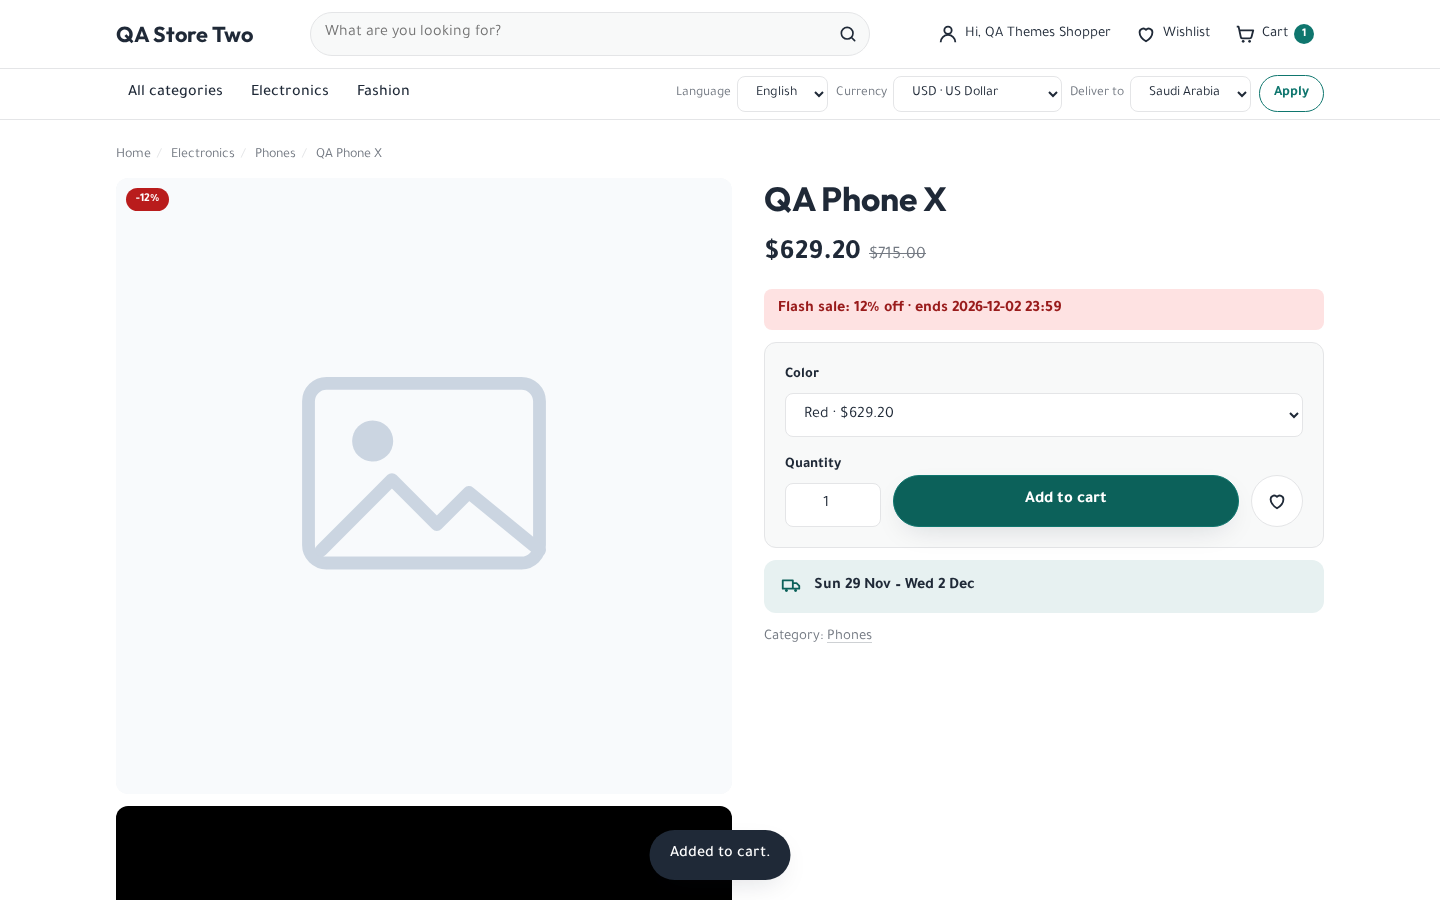 QA Store Two
What are you looking for?
Hi, QA Themes Shopper
Wishlist
Cart 1
All categories Electronics Fashion
Language English Currency USD · US Dollar Deliver to Saudi Arabia Apply
Home / Electronics / Phones / QA Phone X
-12%
QA Phone X
$629.20 $715.00
Flash sale: 12% off · ends 2026-12-02 23:59
Color
Red · $629.20
Quantity
1 Add to cart
Sun 29 Nov – Wed 2 Dec
Category: Phones
Added to cart.